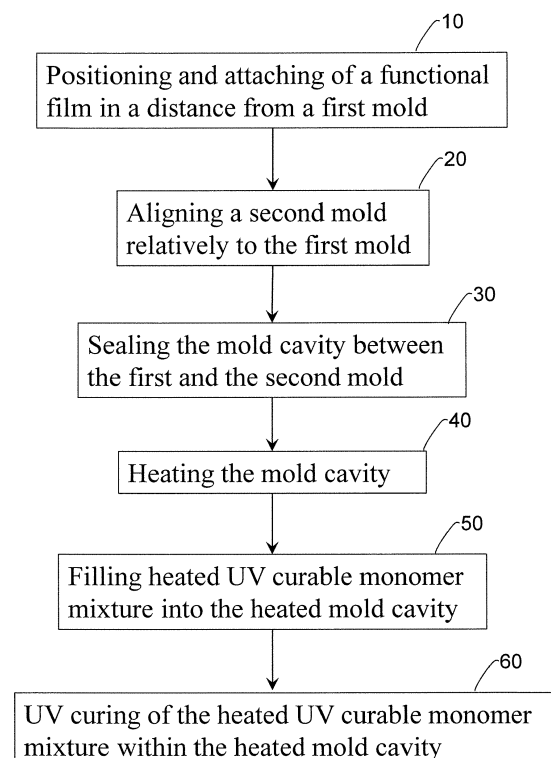 10
Positioning and attaching of a functional
film in a distance from a first mold
20
Aligning a second mold
relatively to the first mold
30
Sealing the mold cavity between
the first and the second mold
40
Heating the mold cavity
50
Filling heated UV curable monomer
mixture into the heated mold cavity
60
UV curing of the heated UV curable monomer
mixture within the heated mold cavity